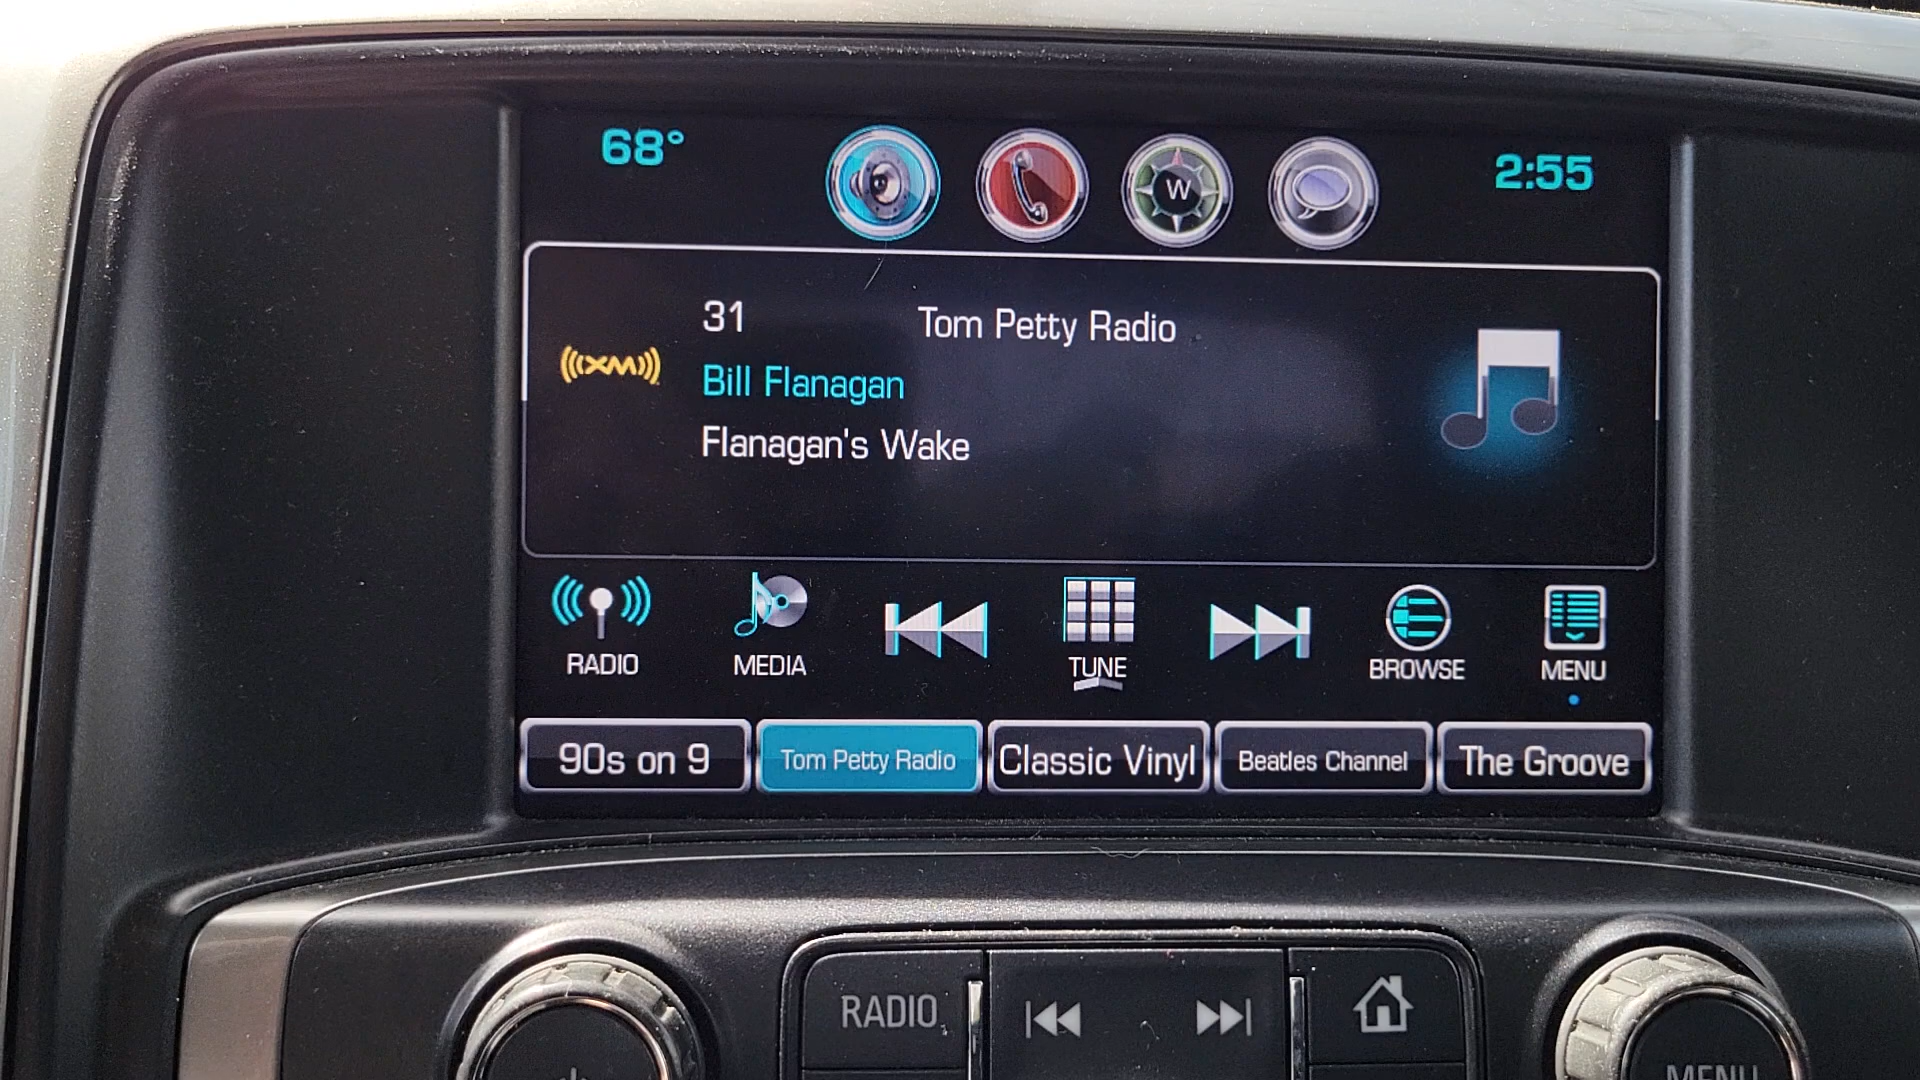 68°
W
2:55
31 Tom Petty Radio
((XM))
Bill Flanagan
Flanagan's Wake
RADIO MEDIA TUNE BROWSE MENU
90s on 9 Tom Petty Radio Classic Vinyl Beatles Channel The Groove
RADIO
MENU